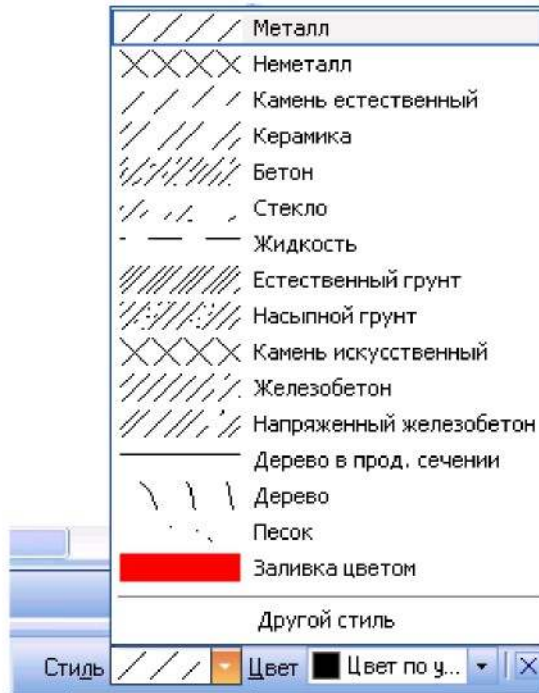 Металл
Неметалл
Камень естественный
Керамика
Бетон
Стекло
Жидкость
Естественный грунт
Насыпной грунт
Камень искусственный
Железобетон
Напряженный железобетон
Дерево в прод. сечении
Дерево
Песок
Заливка цветом
Другой стиль
Стиль Цвет Цвет по у...